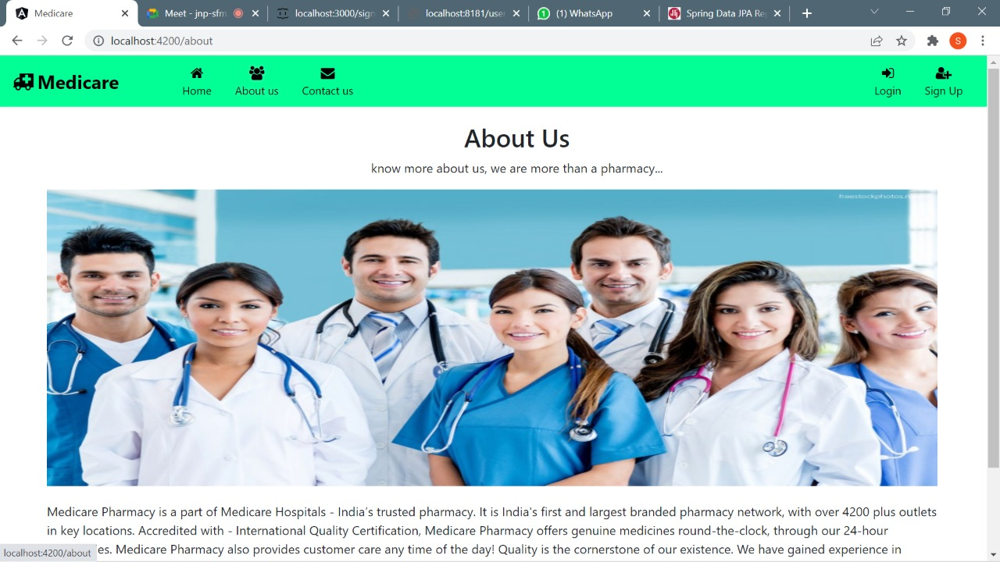 Medicare
Meet - jnp-sfm
localhost:3000/sign
localhost:8181/user
(1) WhatsApp
Spring Data JPA Re
localhost:4200/about
S
Medicare
Home
About us
Contact us
Login
Sign Up
About Us
know more about us, we are more than a pharmacy...
Medicare Pharmacy is a part of Medicare Hospitals - India's trusted pharmacy. It is India's first and largest branded pharmacy network, with over 4200 plus outlets
in key locations. Accredited with - International Quality Certification, Medicare Pharmacy offers genuine medicines round-the-clock, through our 24-hour
es. Medicare Pharmacy also provides customer care any time of the day! Quality is the cornerstone of our existence. We have gained experience in
localhost:4200/about